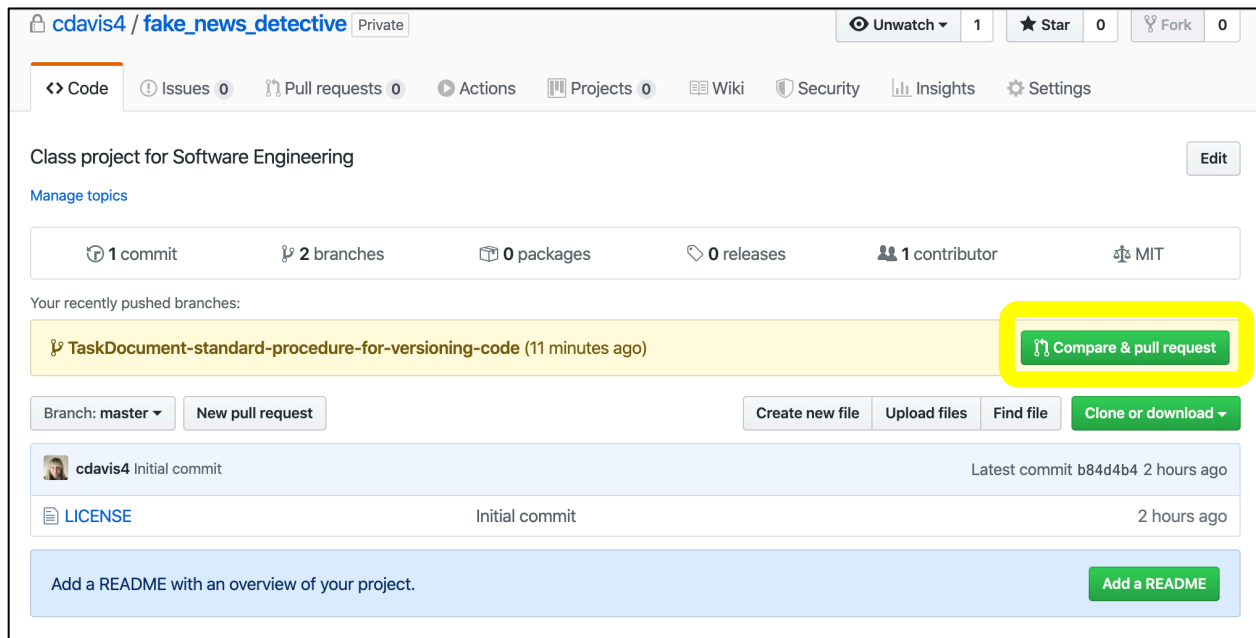 cdavis4 / fake_news_detective Private Unwatch 1 Star 0 Fork 0
Code Issues 0 Pull requests 0 Actions Projects 0 Wiki Security Insights Settings
Class project for Software Engineering Edit
Manage topics
1 commit 2 branches 0 packages 0 releases 1 contributor MIT
Your recently pushed branches:
TaskDocument-standard-procedure-for-versioning-code (11 minutes ago) Compare & pull request
Branch: master New pull request Create new file Upload files Find file Clone or download
cdavis4 Initial commit Latest commit b84d4b4 2 hours ago
LICENSE Initial commit 2 hours ago
Add a README with an overview of your project. Add a README